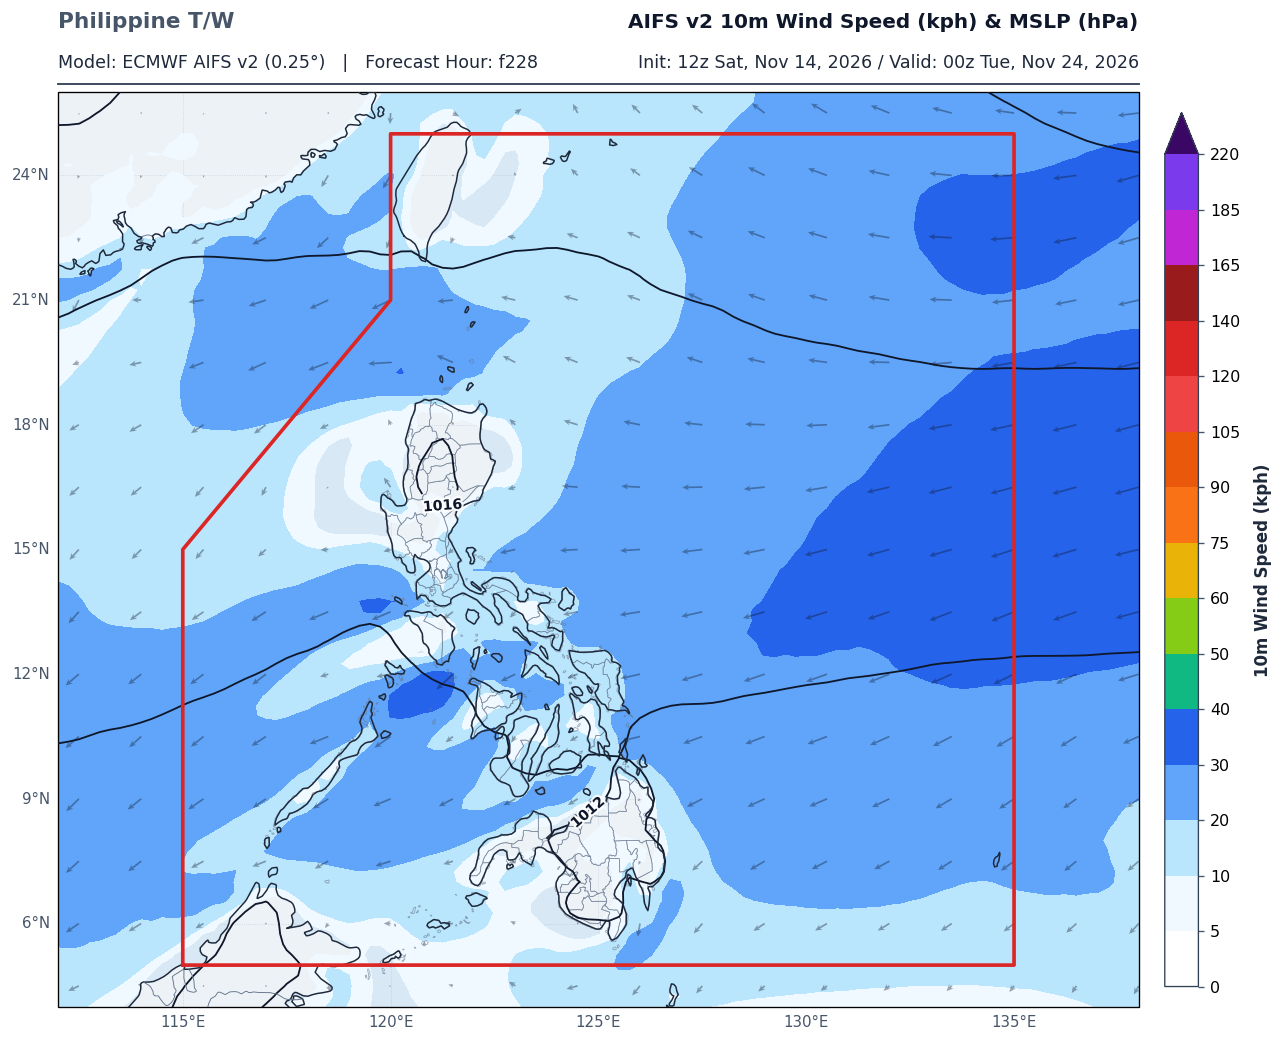 Philippine T/W
AIFS v2 10m Wind Speed (kph) & MSLP (hPa)
Model: ECMWF AIFS v2 (0.25°) | Forecast Hour: f228
Init: 12z Sat, Nov 14, 2026 / Valid: 00z Tue, Nov 24, 2026
24°N
21°N
18°N
15°N
12°N
9°N
6°N
1016
1012
115°E
120°E
125°E
130°E
135°E
220
185
165
140
120
105
90
75
60
50
40
30
20
10
5
0
10m Wind Speed (kph)